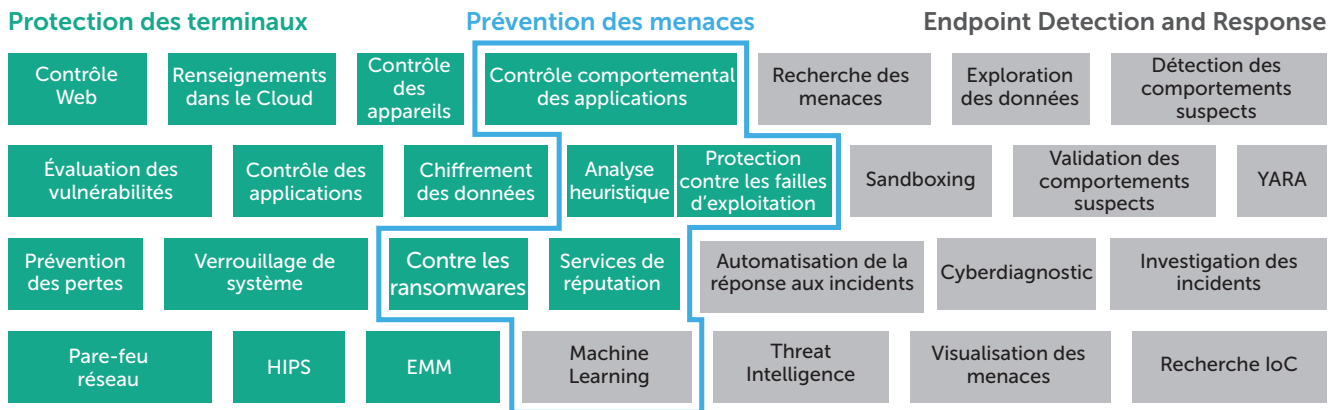 Protection des terminaux
Prévention des menaces
Endpoint Detection and Response
Contrôle
Web
Renseignements
dans le Cloud
Contrôle
des
appareils
Contrôle comportemental
des applications
Recherche des
menaces
Exploration
des données
Détection des
comportements
suspects
Évaluation des
vulnérabilités
Contrôle des
applications
Chiffrement
des données
Analyse
heuristique
Protection
contre les failles
d’exploitation
Sandboxing
Validation des
comportements
suspects
YARA
Prévention
des pertes
Verrouillage de
système
Contre les
ransomwares
Services de
réputation
Automatisation de la
réponse aux incidents
Cyberdiagnostic
Investigation des
incidents
Pare-feu
réseau
HIPS
EMM
Machine
Learning
Threat
Intelligence
Visualisation des
menaces
Recherche IoC